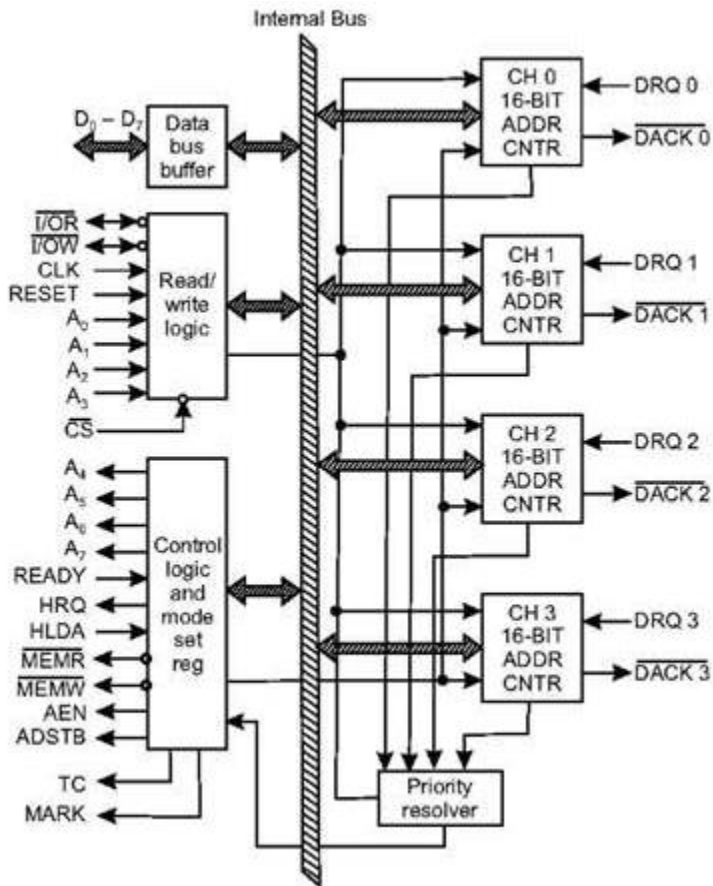 Internal Bus
D0 – D7
Data
bus
buffer
I/OR
I/OW
CLK
RESET
A0
A1
A2
A3
CS
Read/
write
logic
A4
A5
A6
A7
READY
HRQ
HLDA
MEMR
MEMW
AEN
ADSTB
TC
MARK
Control
logic
and
mode
set
reg
CH 0
16-BIT
ADDR
CNTR
DRQ 0
DACK 0
CH 1
16-BIT
ADDR
CNTR
DRQ 1
DACK 1
CH 2
16-BIT
ADDR
CNTR
DRQ 2
DACK 2
CH 3
16-BIT
ADDR
CNTR
DRQ 3
DACK 3
Priority
resolver